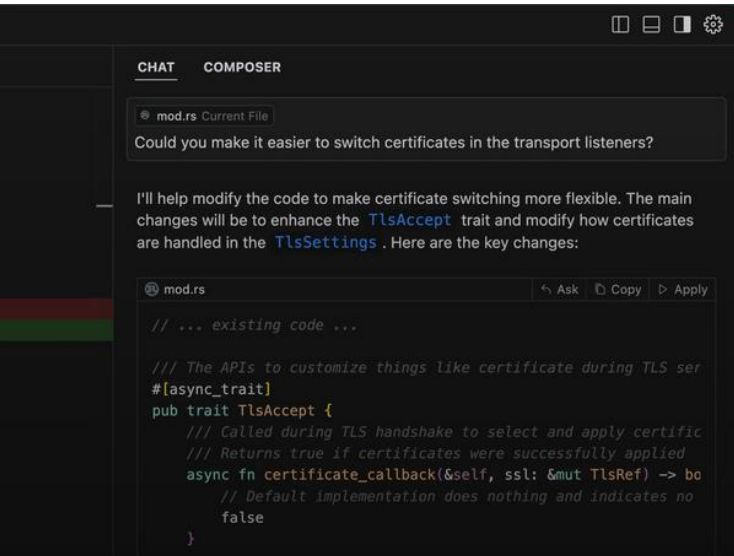 CHAT COMPOSER
mod.rs Current File
Could you make it easier to switch certificates in the transport listeners?
I'll help modify the code to make certificate switching more flexible. The main
changes will be to enhance the TlsAccept trait and modify how certificates
are handled in the TlsSettings. Here are the key changes:
mod.rs Ask Copy Apply
// ... existing code ...
/// The APIs to customize things like certificate during TLS ser
#[async_trait]
pub trait TlsAccept {
/// Called during TLS handshake to select and apply certific
/// Returns true if certificates were successfully applied
async fn certificate_callback(&self, ssl: &mut TlsRef) -> bo
// Default implementation does nothing and indicates no
false
}